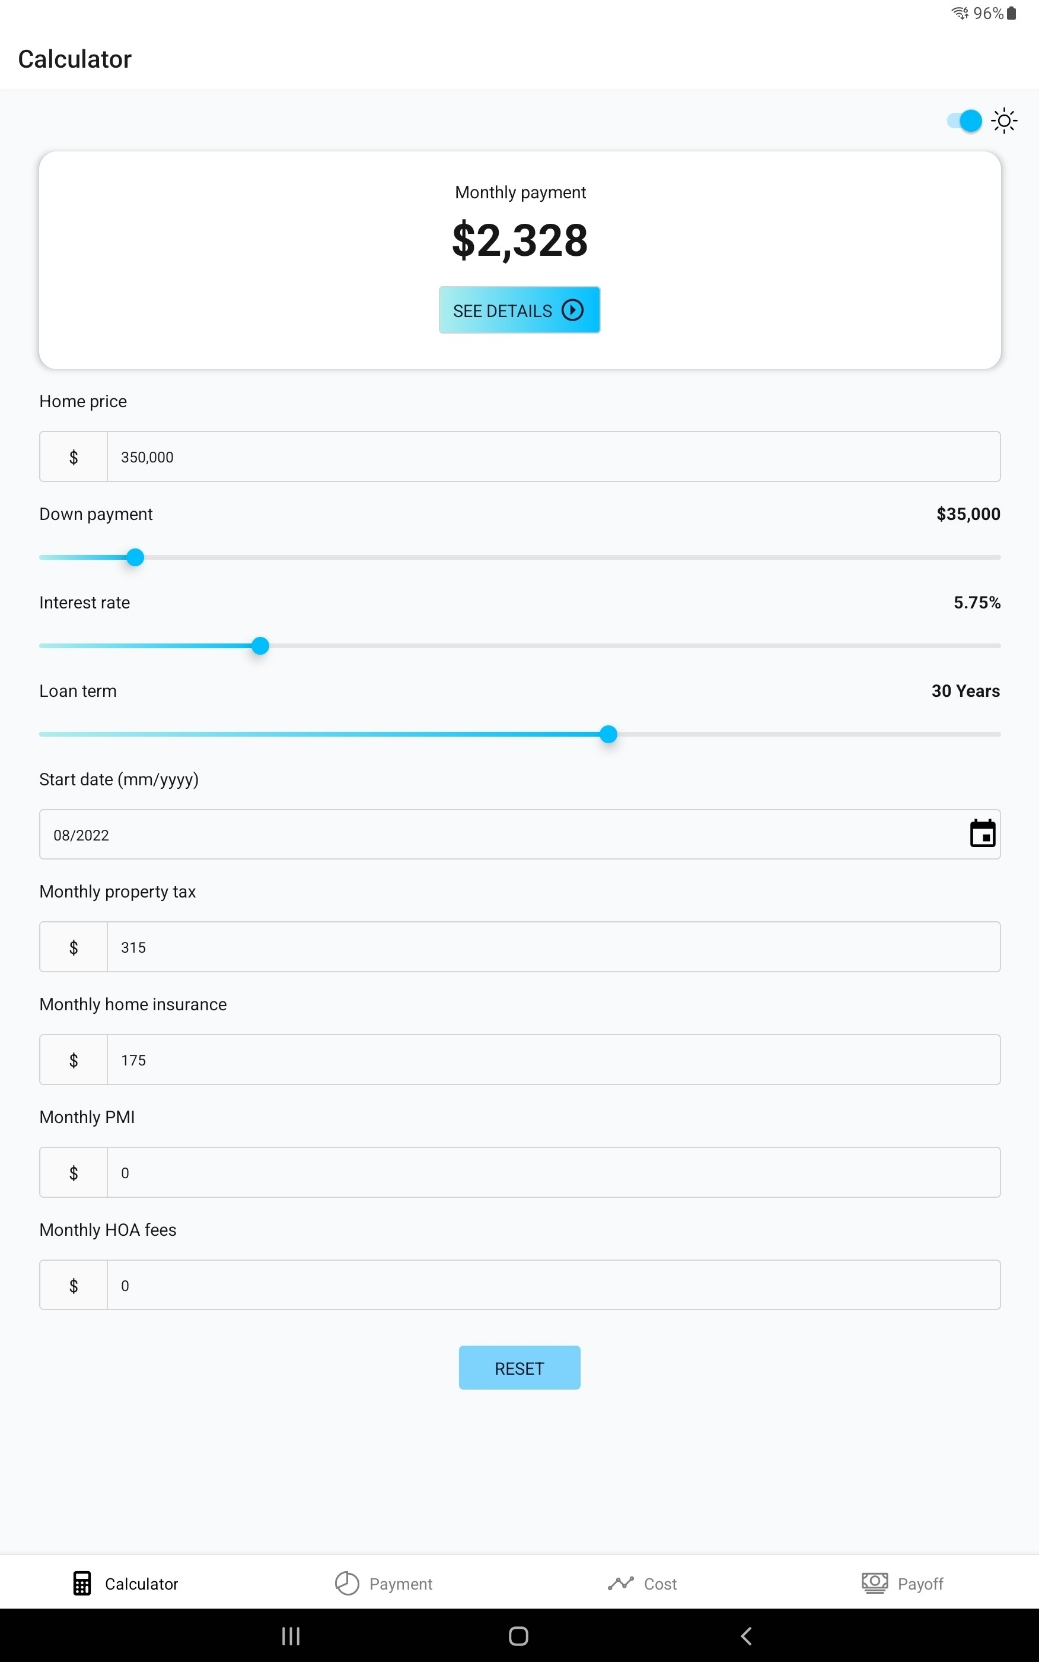 96%
Calculator
Monthly payment
$2,328
SEE DETAILS
Home price
$ 350,000
Down payment $35,000
Interest rate 5.75%
Loan term 30 Years
Start date (mm/yyyy)
08/2022
Monthly property tax
$ 315
Monthly home insurance
$ 175
Monthly PMI
$ 0
Monthly HOA fees
$ 0
RESET
Calculator Payment Cost Payoff